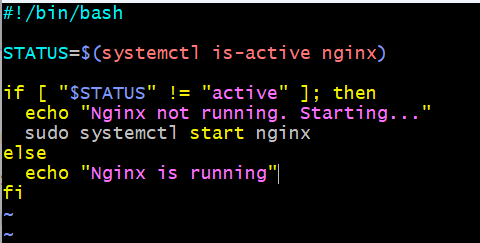 #!/bin/bash
STATUS=$(systemctl is-active nginx)
if [ "$STATUS" != "active" ]; then
  echo "Nginx not running. Starting..."
  sudo systemctl start nginx
else
  echo "Nginx is running"
fi
~
~